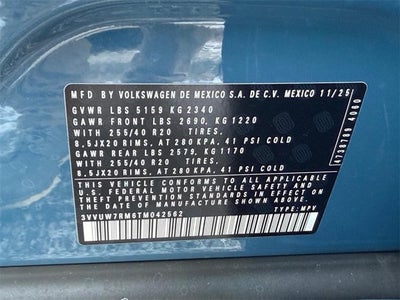 MFD BY VOLKSWAGEN DE MEXICO S.A. DE C.V. MEXICO 11/25
GVWR LBS 5159 KG 2340
GAWR FRONT LBS 2690, KG 1220
WITH 255/40 R20 TIRES.
8,5JX20 RIMS, AT 280 KPA, 41 PSI COLD
GAWR REAR LBS 2579, KG 1170
WITH 255/40 R20 TIRES.
8,5JX20 RIMS, AT 280 KPA, 41 PSI COLD
THIS VEHICLE CONFORMS TO ALL APPLICABLE
U.S. FEDERAL MOTOR VEHICLE SAFETY AND
THEFT PREVENTION STANDARDS IN EFFECT ON THE
DATE OF MANUFACTURE SHOWN ABOVE.
3VVUW7RM6TM042562 TYPE: MPV